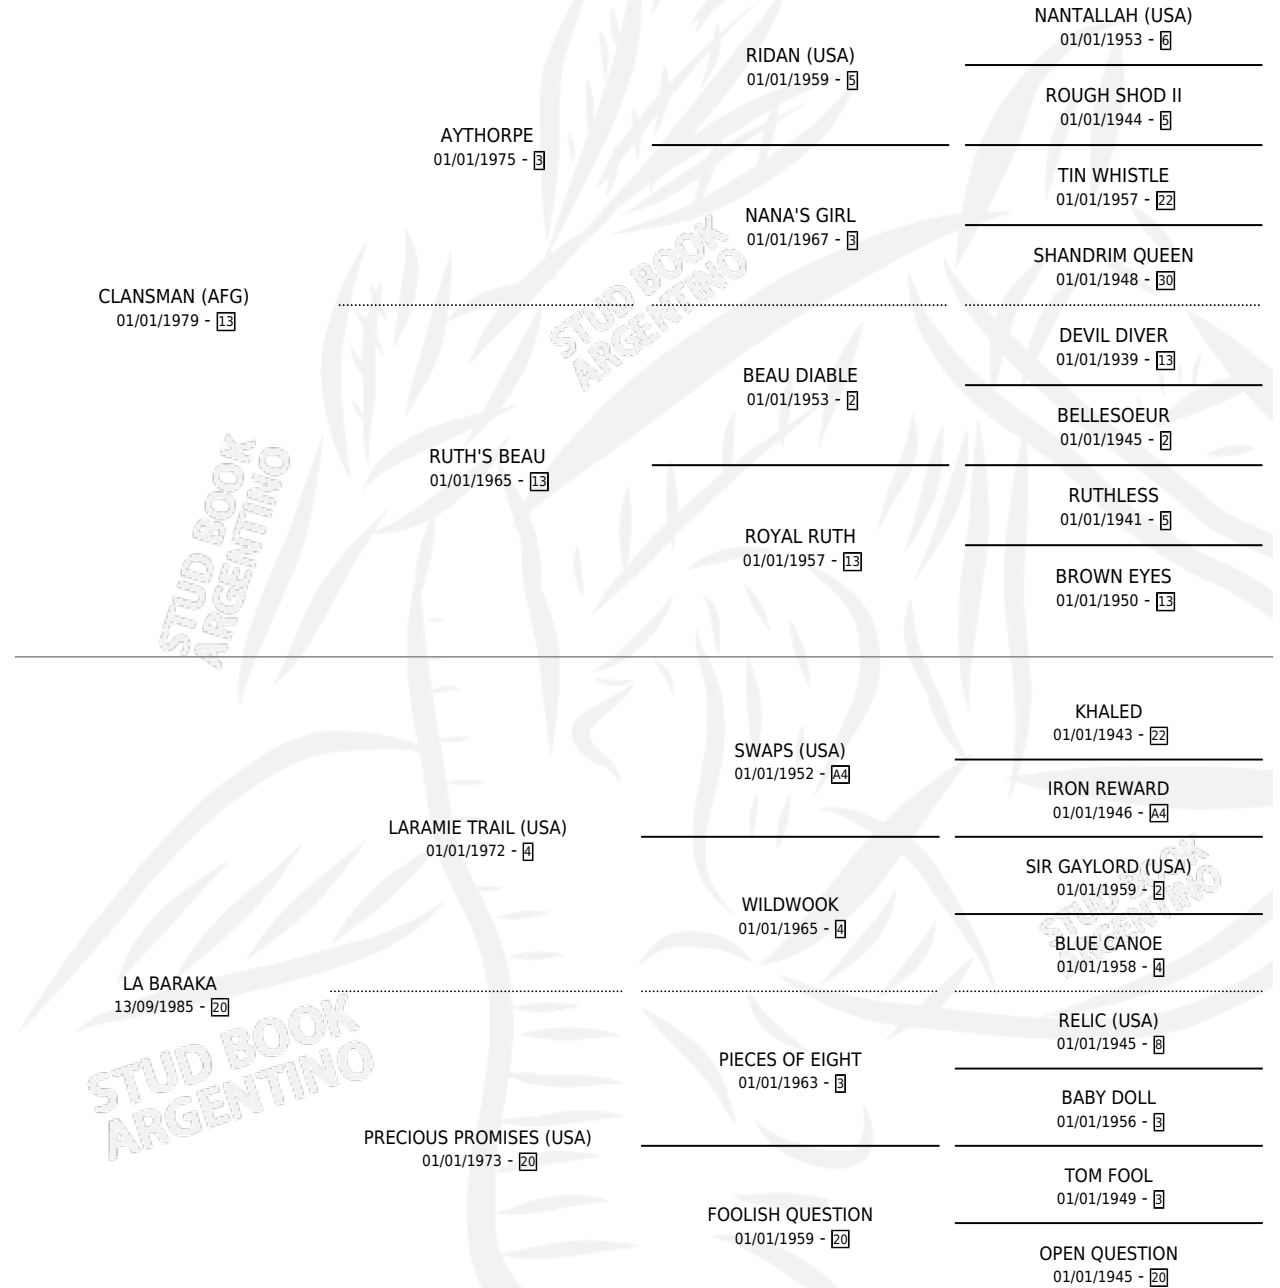 NANTALLAH (USA)
01/01/1953 - 6
RIDAN (USA)
01/01/1959 - 5
ROUGH SHOD II
01/01/1944 - 5
AYTHORPE
01/01/1975 - 3
TIN WHISTLE
01/01/1957 - 22
NANA'S GIRL
01/01/1967 - 3
SHANDRIM QUEEN
01/01/1948 - 30
CLANSMAN (AFG)
01/01/1979 - 13
STUD BOOK
ARGENTINO
DEVIL DIVER
01/01/1939 - 13
BEAU DIABLE
01/01/1953 - 2
BELLESOEUR
01/01/1945 - 2
RUTH'S BEAU
01/01/1965 - 13
RUTHLESS
01/01/1941 - 5
ROYAL RUTH
01/01/1957 - 13
BROWN EYES
01/01/1950 - 13
STUD BOOK
ARGENTINO
KHALED
01/01/1943 - 22
SWAPS (USA)
01/01/1952 - A4
IRON REWARD
01/01/1946 - A4
LARAMIE TRAIL (USA)
01/01/1972 - 4
SIR GAYLORD (USA)
01/01/1959 - 2
WILDWOOK
01/01/1965 - 4
STUD BOOK
ARGENTINO
BLUE CANOE
01/01/1958 - 4
LA BARAKA
13/09/1985 - 20
RELIC (USA)
01/01/1945 - 8
PIECES OF EIGHT
01/01/1963 - 3
STUD BOOK
ARGENTINO
BABY DOLL
01/01/1956 - 3
PRECIOUS PROMISES (USA)
01/01/1973 - 20
TOM FOOL
01/01/1949 - 3
FOOLISH QUESTION
01/01/1959 - 20
OPEN QUESTION
01/01/1945 - 20